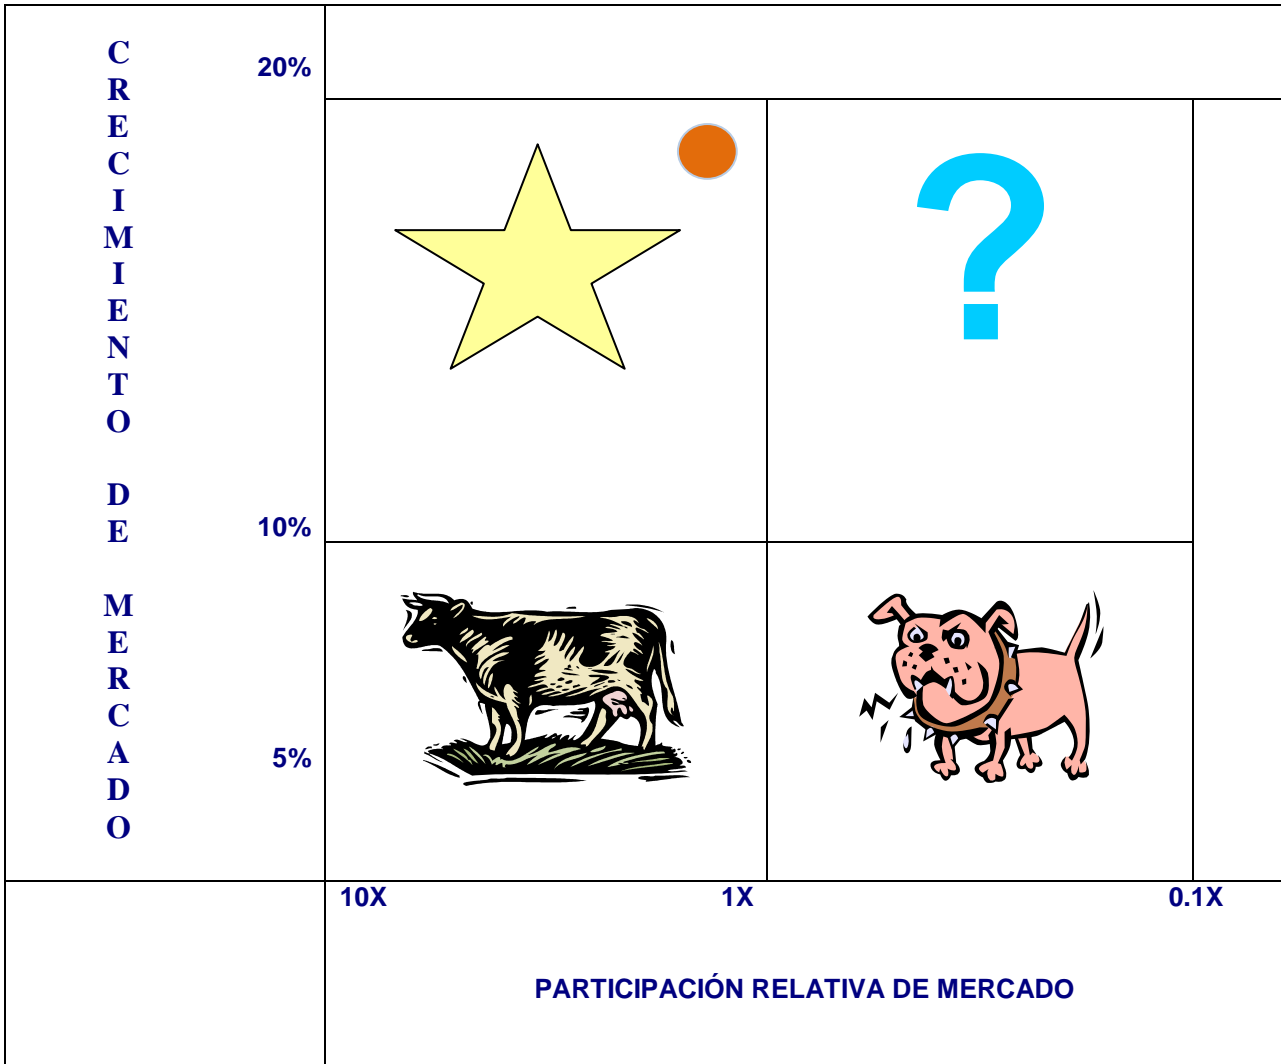 CRECIMIENTO DE MERCADO
20%
?
10%
5%
10X 1X 0.1X
PARTICIPACIÓN RELATIVA DE MERCADO